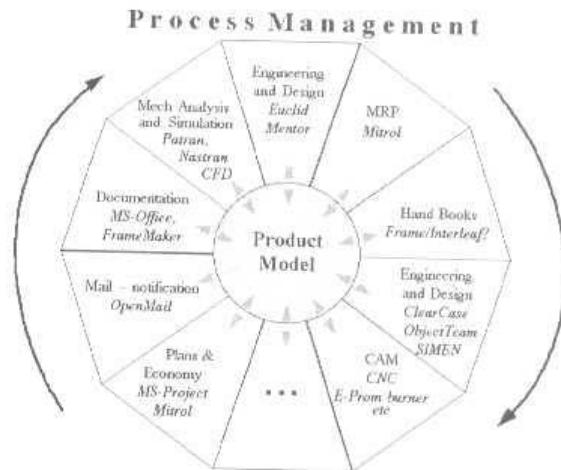 Process Management
Engineering
and Design
Euclid
Mentor
MRP
Mitrol
Hand Books
Frame/Interleaf?
Engineering
and Design
ClearCase
ObjectTeam
SIMEN
CAM
CNC
E-Prom burner
etc
...
Plans &
Economy
MS-Project
Mitrol
Mail – notification
OpenMail
Documentation
MS-Office,
FrameMaker
Mech Analysis
and Simulation
Patran,
Nastran
CFD
Product
Model